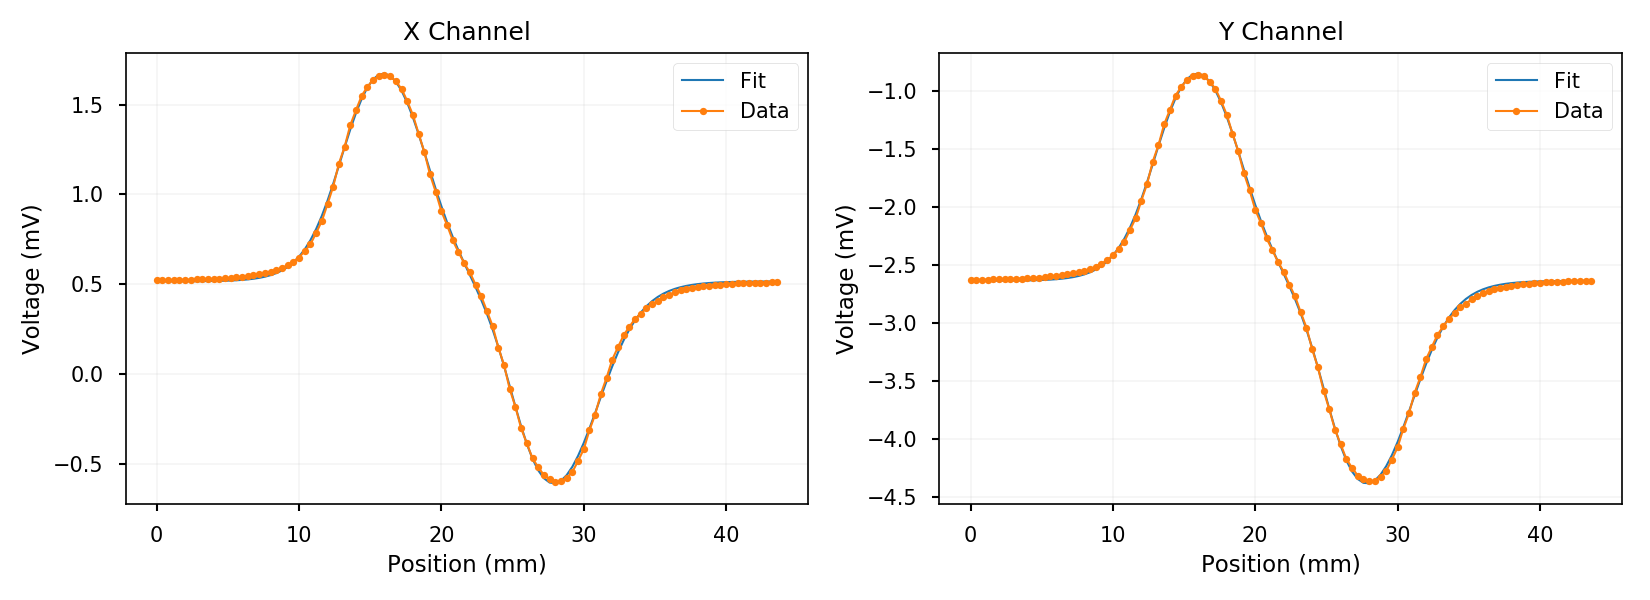 X Channel
Voltage (mV)
1.5
1.0
0.5
0.0
−0.5
0
10
20
30
40
Position (mm)
Fit
Data
Y Channel
Voltage (mV)
−1.0
−1.5
−2.0
−2.5
−3.0
−3.5
−4.0
−4.5
0
10
20
30
40
Position (mm)
Fit
Data